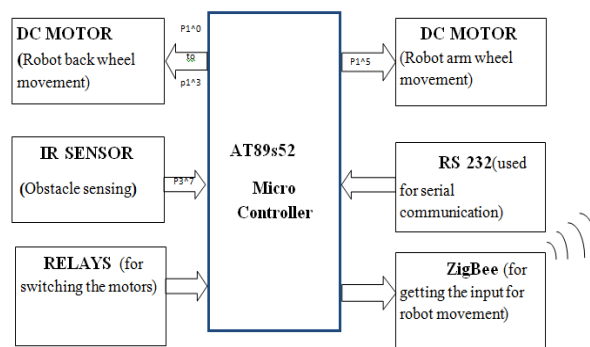 DC MOTOR
(Robot back wheel
movement)
P1^0
to
p1^3
P1^5
DC MOTOR
(Robot arm wheel
movement)
IR SENSOR
(Obstacle sensing)
P3^7
AT89s52
Micro
Controller
RS 232(used
for serial
communication)
RELAYS (for
switching the motors)
ZigBee (for
getting the input for
robot movement)